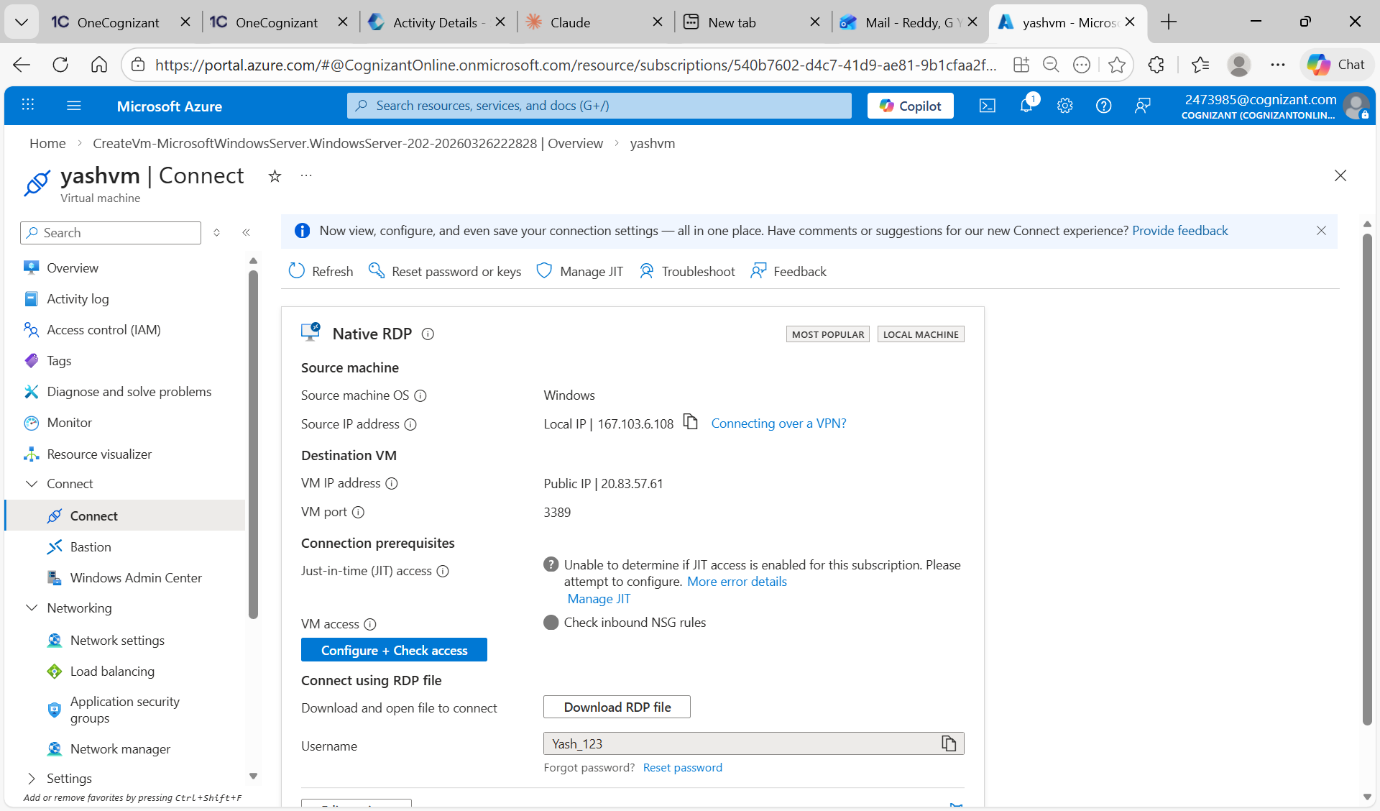 OneCognizant
OneCognizant
Activity Details -
Claude
New tab
Mail - Reddy, G Y
yashvm - Micros
https://portal.azure.com/#@CognizantOnline.onmicrosoft.com/resource/subscriptions/540b7602-d4c7-41d9-ae81-9b1cfaa2f...
Chat
Microsoft Azure
Search resources, services, and docs (G+/)
Copilot
1
2473985@cognizant.com
COGNIZANT (COGNIZANTONLIN...
Home > CreateVm-MicrosoftWindowsServer.WindowsServer-202-20260326222828 | Overview > yashvm
yashvm | Connect
Virtual machine
Search
Overview
Activity log
Access control (IAM)
Tags
Diagnose and solve problems
Monitor
Resource visualizer
Connect
Connect
Bastion
Windows Admin Center
Networking
Network settings
Load balancing
Application security
groups
Network manager
Settings
Add or remove favorites by pressing Ctrl+Shift+F
Now view, configure, and even save your connection settings — all in one place. Have comments or suggestions for our new Connect experience? Provide feedback
Refresh
Reset password or keys
Manage JIT
Troubleshoot
Feedback
Native RDP
MOST POPULAR
LOCAL MACHINE
Source machine
Source machine OS
Windows
Source IP address
Local IP | 167.103.6.108
Connecting over a VPN?
Destination VM
VM IP address
Public IP | 20.83.57.61
VM port
3389
Connection prerequisites
Just-in-time (JIT) access
Unable to determine if JIT access is enabled for this subscription. Please
attempt to configure. More error details
Manage JIT
VM access
Check inbound NSG rules
Configure + Check access
Connect using RDP file
Download and open file to connect
Download RDP file
Username
Yash_123
Forgot password? Reset password